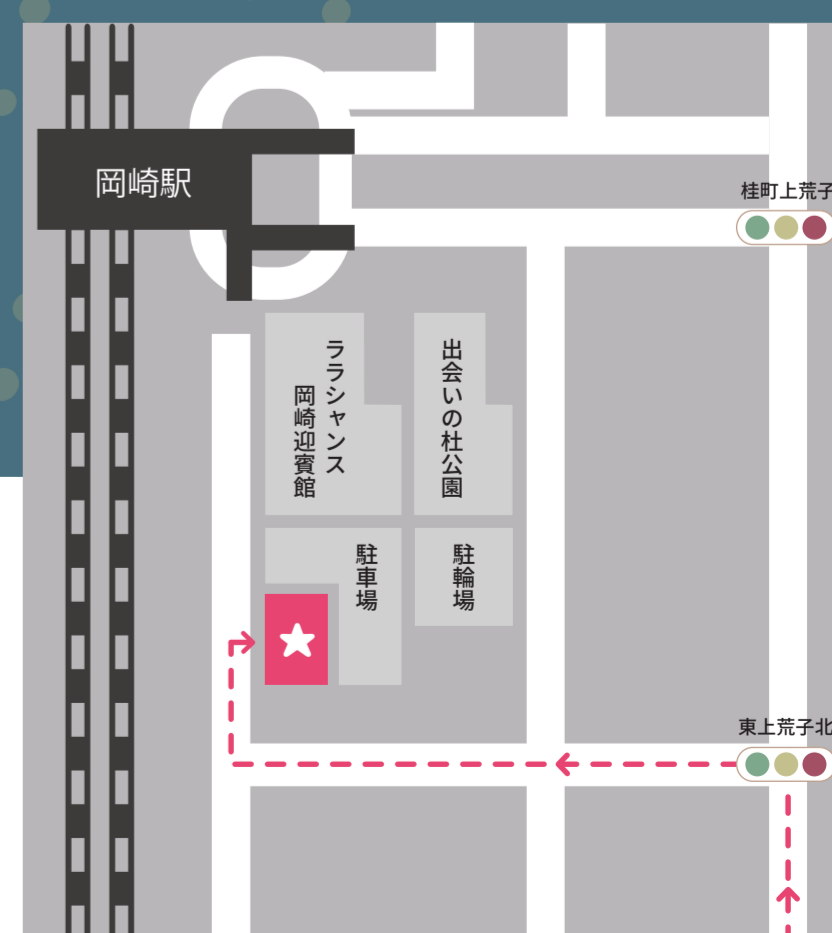 岡崎駅
桂町上荒子
ララシャンス
岡崎迎賓館
出会いの杜公園
駐車場
駐輪場
東上荒子北